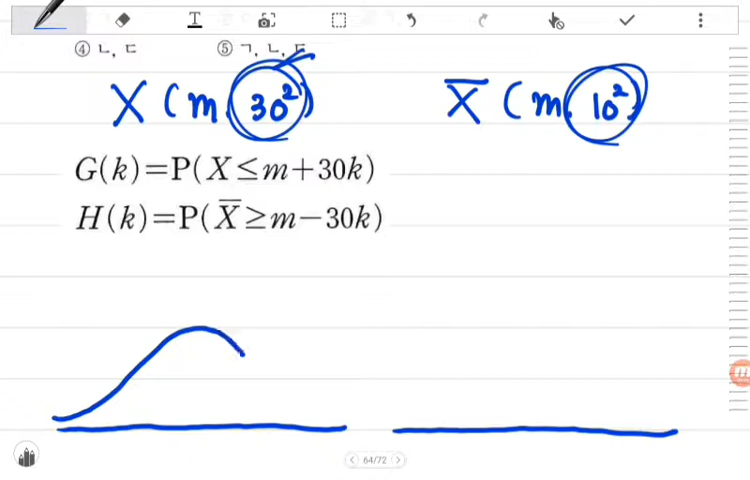 ④ ㄴ, ㄷ ⑤ ㄱ, ㄴ, ㄷ
X (m, 30²) X̄ (m, 10²)
G(k)=P(X≤m+30k)
H(k)=P(X̄≥m−30k)
64/72